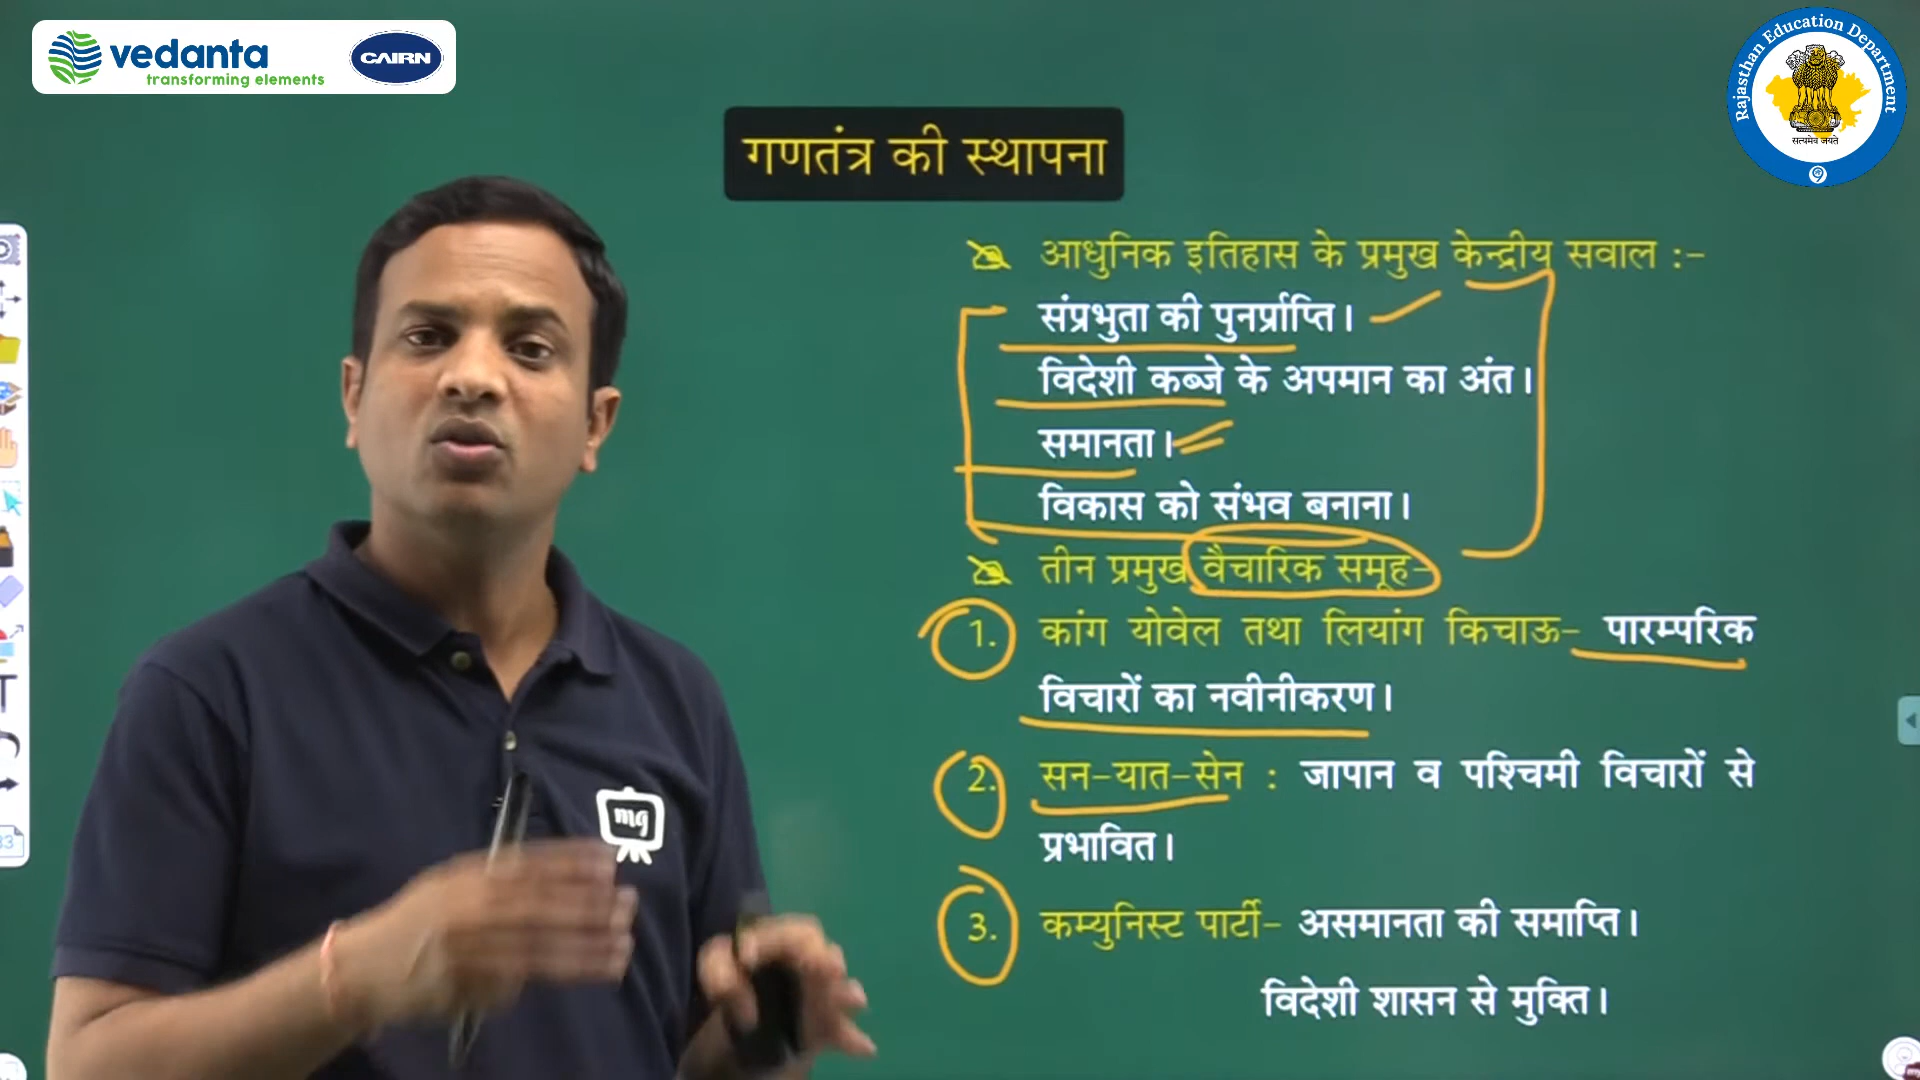 vedanta
transforming elements
CAIRN
Rajasthan Education Department
सत्यमेव जयते
गणतंत्र की स्थापना
आधुनिक इतिहास के प्रमुख केन्द्रीय सवाल :-
संप्रभुता की पुनर्प्राप्ति।
विदेशी कब्जे के अपमान का अंत।
समानता।
विकास को संभव बनाना।
तीन प्रमुख वैचारिक समूह-
1. कांग योवेल तथा लियांग किचाऊ- पारम्परिक
विचारों का नवीनीकरण।
2. सन-यात-सेन : जापान व पश्चिमी विचारों से
प्रभावित।
3. कम्युनिस्ट पार्टी- असमानता की समाप्ति।
विदेशी शासन से मुक्ति।
mg